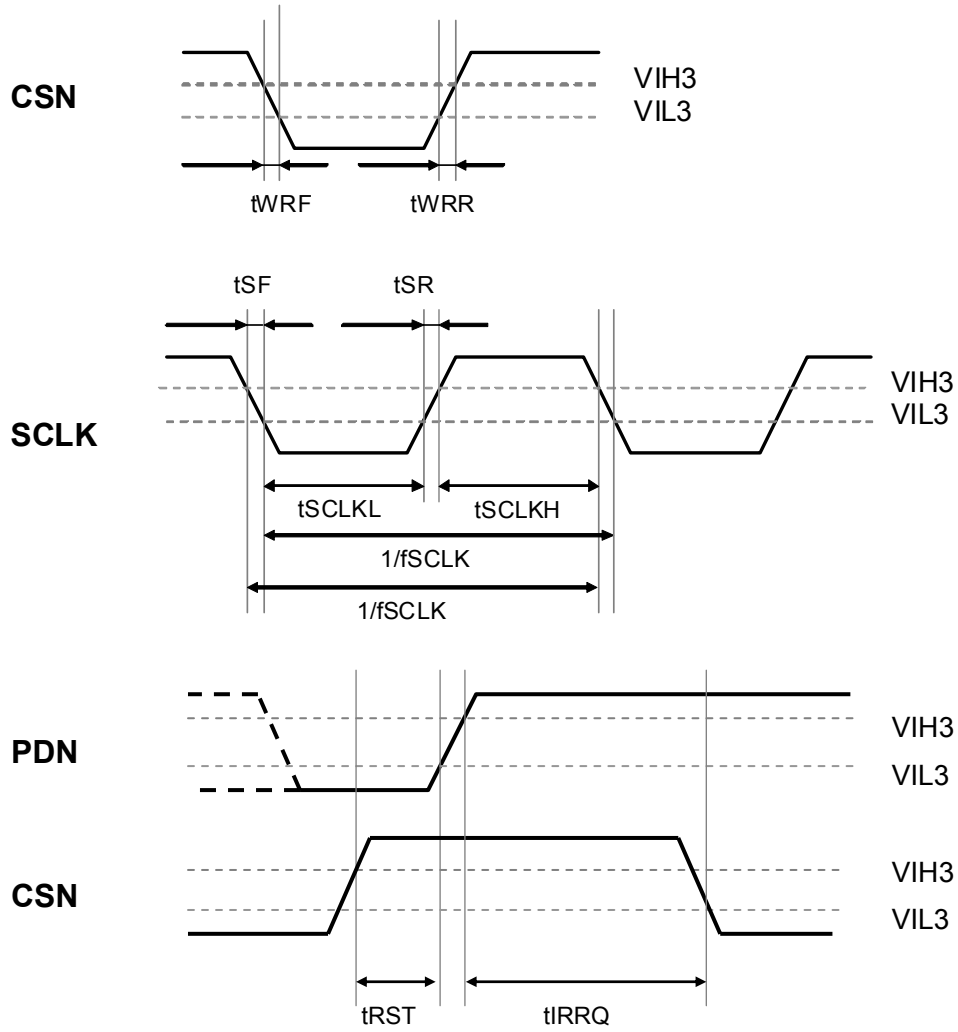 CSN
VIH3
VIL3
tWRF
tWRR
tSF
tSR
SCLK
VIH3
VIL3
tSCLKL
tSCLKH
1/fSCLK
1/fSCLK
PDN
VIH3
VIL3
CSN
VIH3
VIL3
tRST
tIRRQ